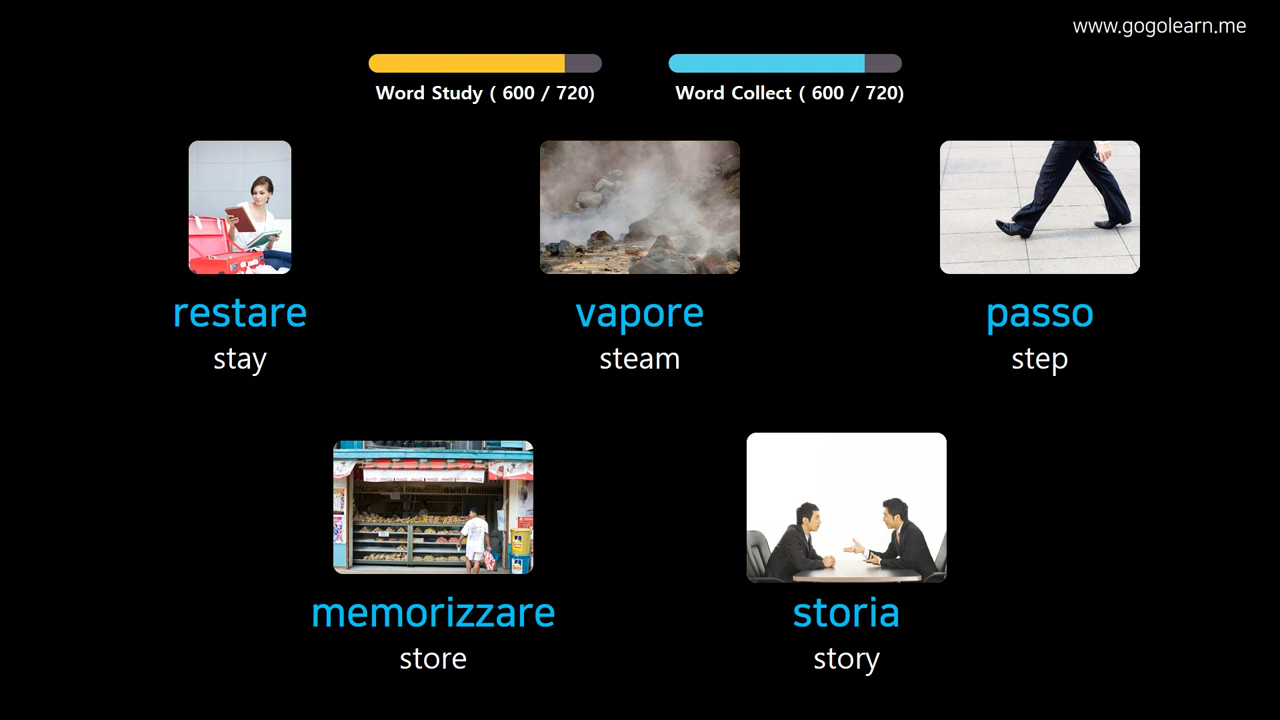 www.gogolearn.me
Word Study ( 600 / 720)
Word Collect ( 600 / 720)
restare
stay
vapore
steam
passo
step
memorizzare
store
storia
story